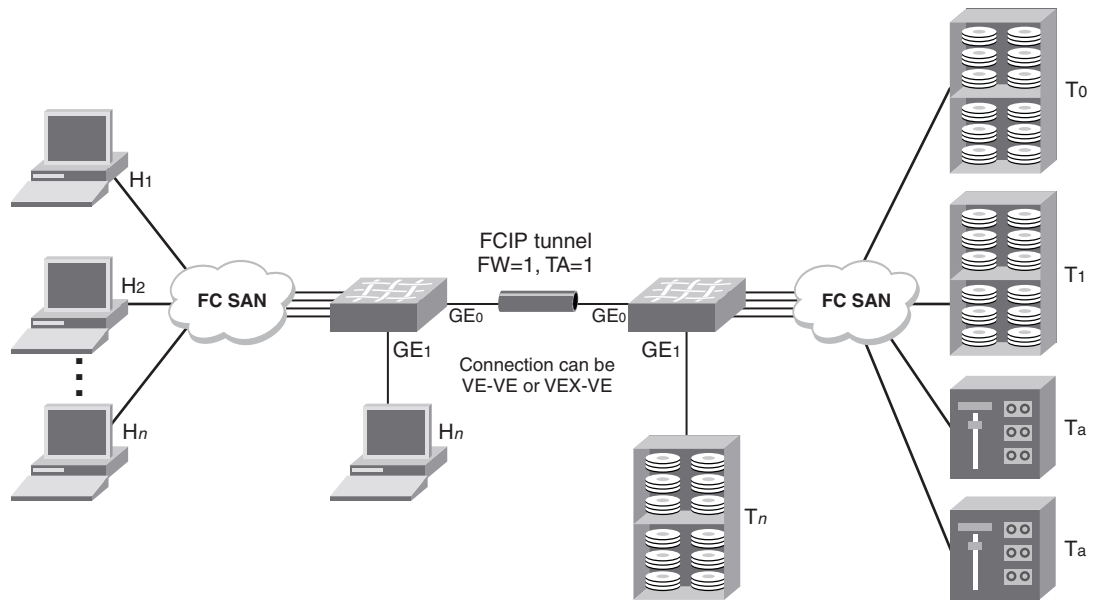 T0
H1
FCIP tunnel
FW=1, TA=1
H2
T1
FC SAN
FC SAN
GE0
GE0
GE1
GE1
Connection can be
VE-VE or VEX-VE
Hn
Hn
Ta
Tn
Ta